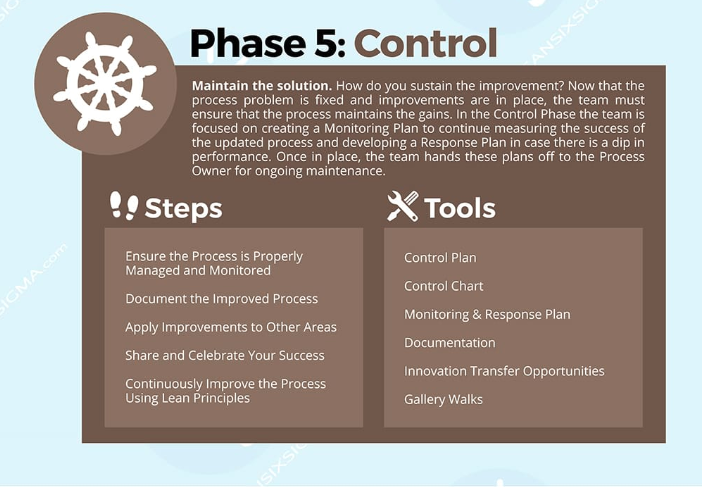 Phase 5: Control
Maintain the solution. How do you sustain the improvement? Now that the
process problem is fixed and improvements are in place, the team must
ensure that the process maintains the gains. In the Control Phase the team is
focused on creating a Monitoring Plan to continue measuring the success of
the updated process and developing a Response Plan in case there is a dip in
performance. Once in place, the team hands these plans off to the Process
Owner for ongoing maintenance.
Steps
Ensure the Process is Properly
Managed and Monitored
Document the Improved Process
Apply Improvements to Other Areas
Share and Celebrate Your Success
Continuously Improve the Process
Using Lean Principles
Tools
Control Plan
Control Chart
Monitoring & Response Plan
Documentation
Innovation Transfer Opportunities
Gallery Walks